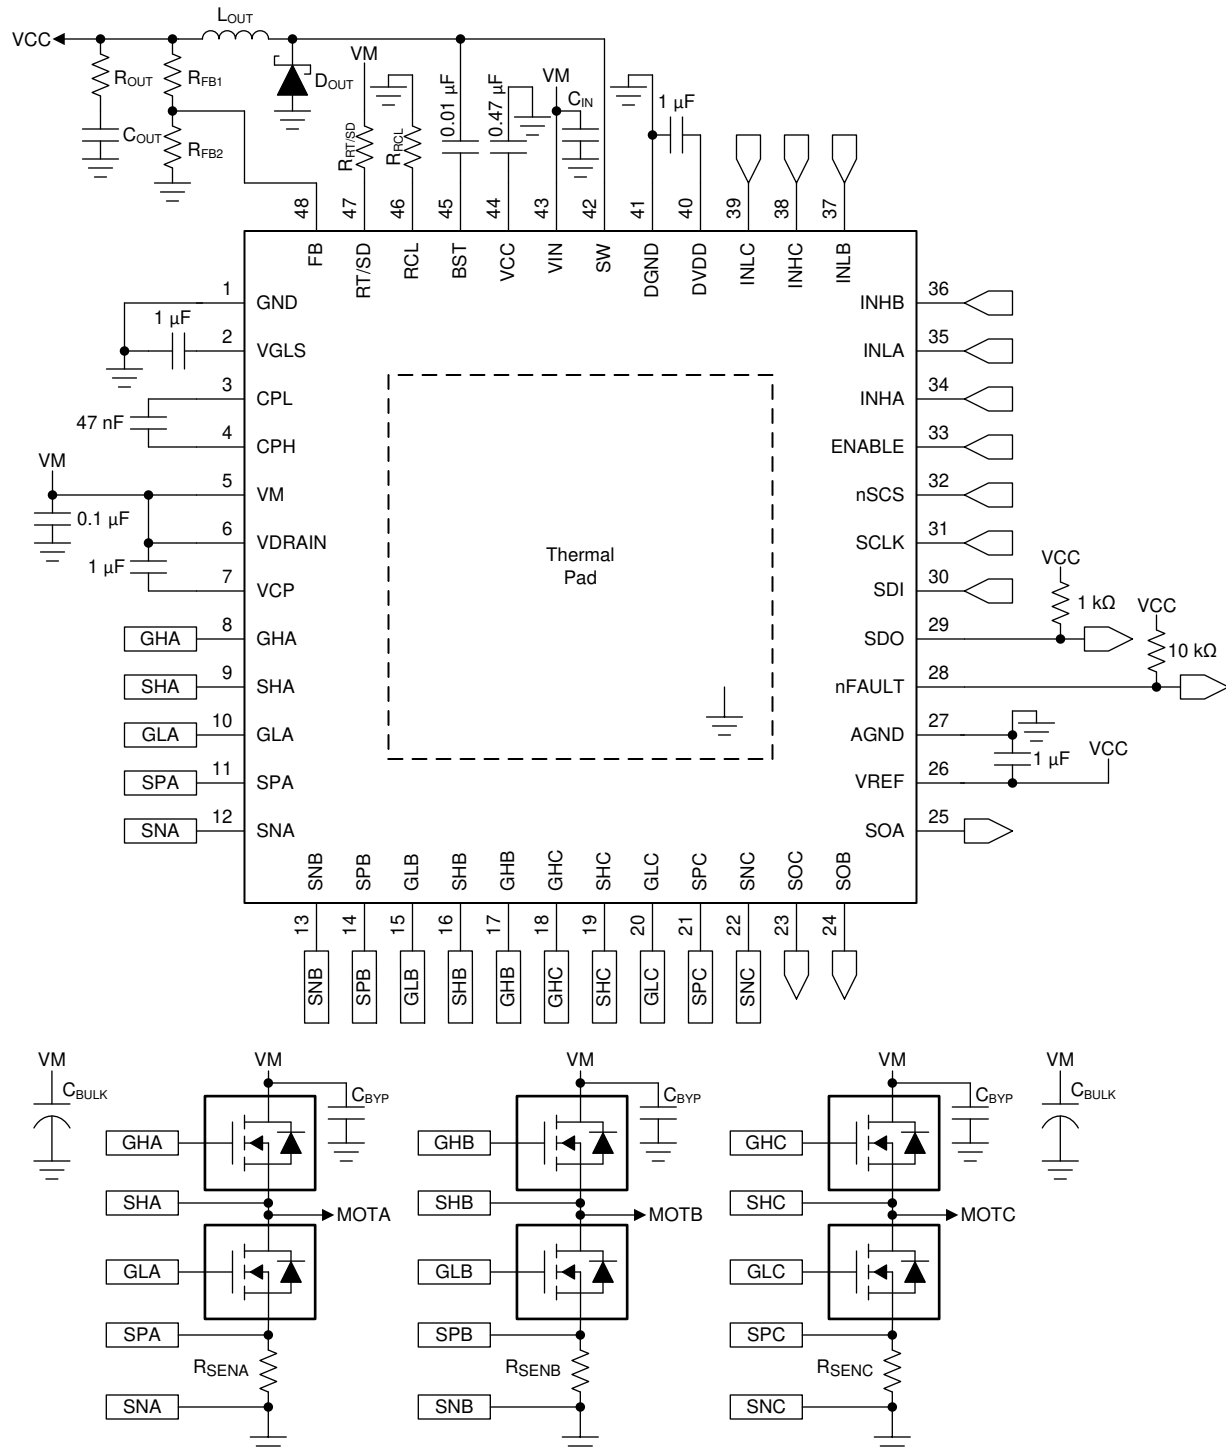 LOUT
VCC
ROUT
RFB1
DOUT
VM
0.01 µF
0.47 µF
VM
CIN
1 µF
COUT
RFB2
RRT/SD
RRCL
48
47
46
45
44
43
42
41
40
39
38
37
FB
RT/SD
RCL
BST
VCC
VIN
SW
DGND
DVDD
INLC
INHC
INLB
1
GND
1 µF
2
VGLS
3
CPL
47 nF
4
CPH
VM
5
VM
0.1 µF
6
VDRAIN
1 µF
7
VCP
GHA
8
GHA
SHA
9
SHA
GLA
10
GLA
SPA
11
SPA
SNA
12
SNA
Thermal
Pad
INHB
36
INLA
35
INHA
34
ENABLE
33
nSCS
32
SCLK
31
SDI
30
VCC
1 kΩ
SDO
29
VCC
10 kΩ
nFAULT
28
AGND
27
1 µF
VCC
VREF
26
SOA
25
SNB
SPB
GLB
SHB
GHB
GHC
SHC
GLC
SPC
SNC
SOC
SOB
13
14
15
16
17
18
19
20
21
22
23
24
SNB
SPB
GLB
SHB
GHB
GHC
SHC
GLC
SPC
SNC
VM
CBULK
VM
CBYP
GHA
SHA
MOTA
GLA
SPA
RSENA
SNA
VM
CBYP
GHB
SHB
MOTB
GLB
SPB
RSENB
SNB
VM
CBYP
GHC
SHC
MOTC
GLC
SPC
RSENC
SNC
VM
CBULK